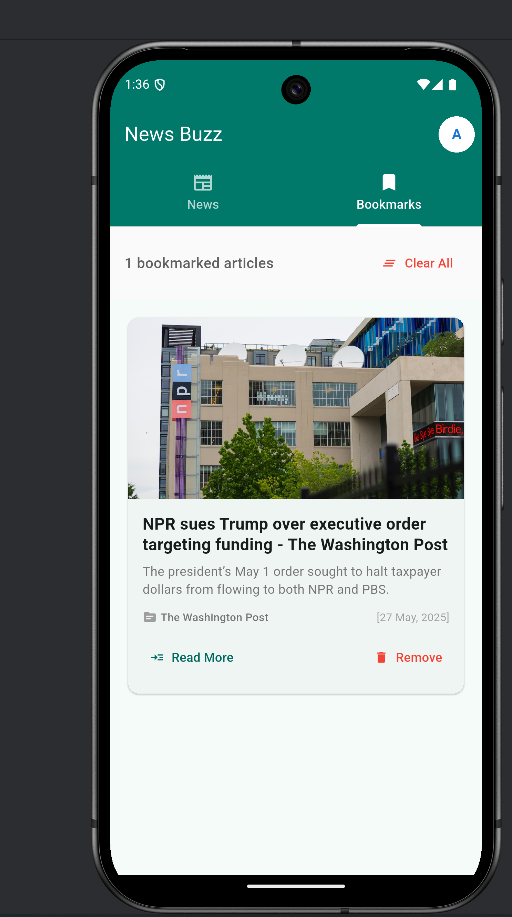 1:36
News Buzz
A
News
Bookmarks
1 bookmarked articles
Clear All
npr
Birdie.
NPR sues Trump over executive order
targeting funding - The Washington Post
The president's May 1 order sought to halt taxpayer
dollars from flowing to both NPR and PBS.
The Washington Post
[27 May, 2025]
Read More
Remove